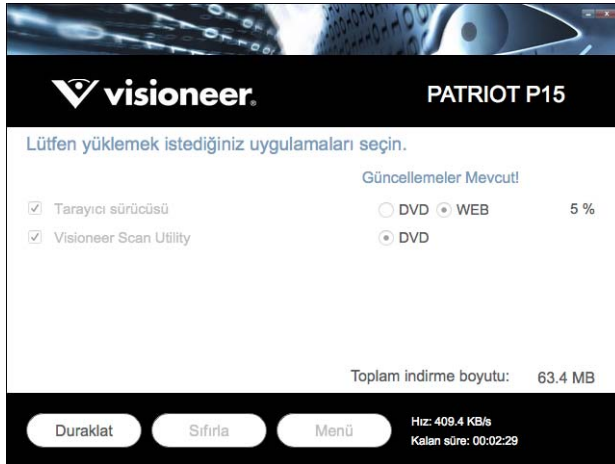 visioneer®
PATRIOT P15
Lütfen yüklemek istediğiniz uygulamaları seçin.
Güncellemeler Mevcut!
Tarayıcı sürücüsü DVD WEB 5 %
Visioneer Scan Utility DVD
Toplam indirme boyutu: 63.4 MB
Duraklat Sıfırla Menü
Hız: 409.4 KB/s
Kalan süre: 00:02:29